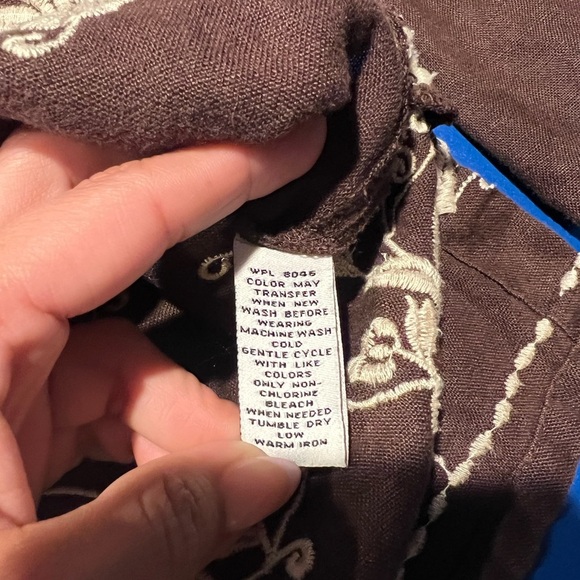 WPL 8046
COLOR MAY
TRANSFER
WHEN NEW
WASH BEFORE
WEARING
MACHINE WASH
COLD
GENTLE CYCLE
WITH LIKE
COLORS
ONLY NON-
CHLORINE
BLEACH
WHEN NEEDED
TUMBLE DRY
LOW
WARM IRON